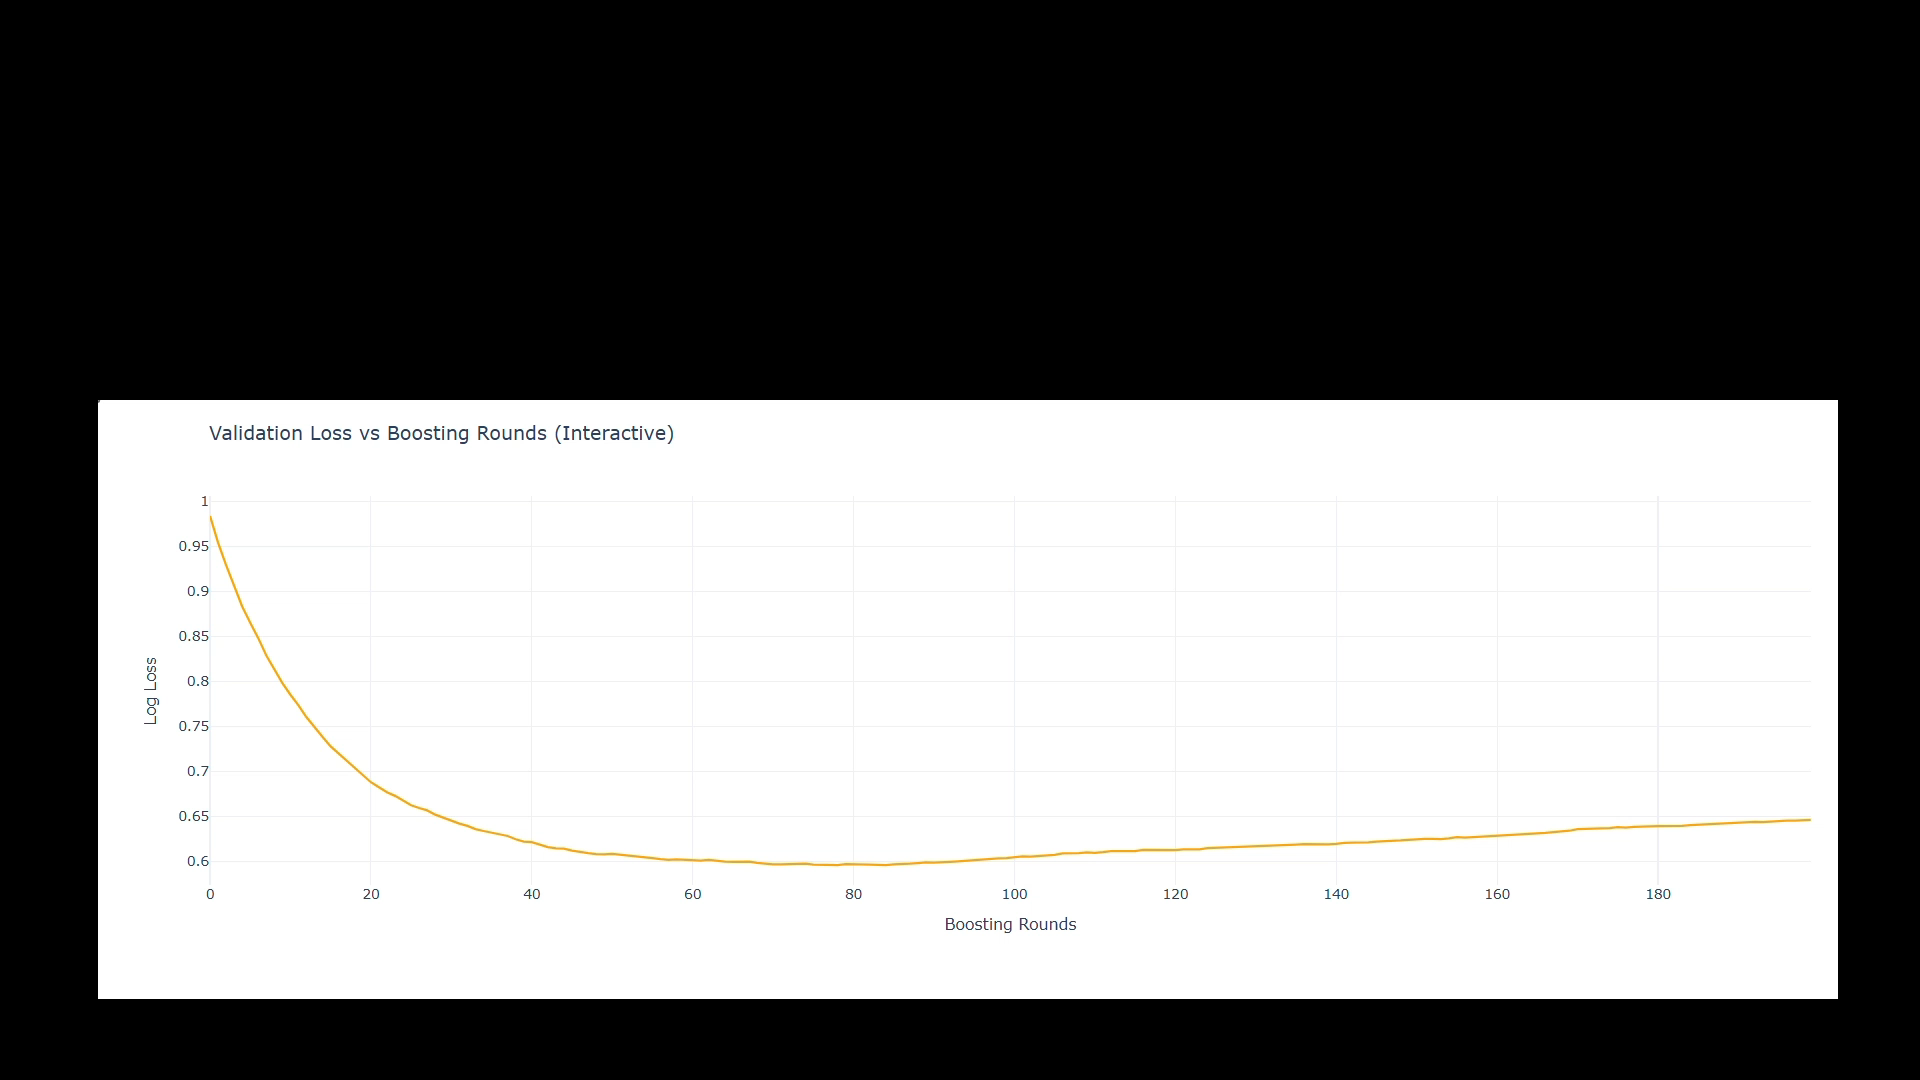 Validation Loss vs Boosting Rounds (Interactive)
1
0.95
0.9
0.85
0.8
0.75
0.7
0.65
0.6
Log Loss
0 20 40 60 80 100 120 140 160 180
Boosting Rounds